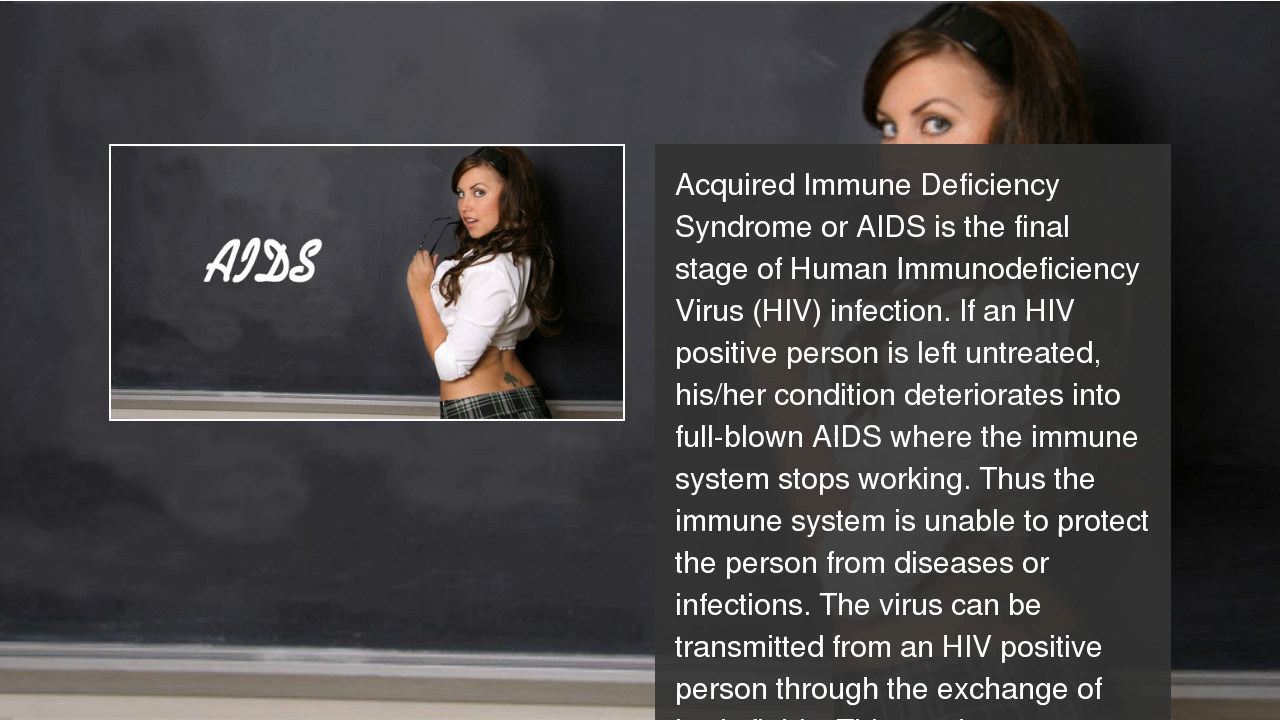 AIDS
Acquired Immune Deficiency
Syndrome or AIDS is the final
stage of Human Immunodeficiency
Virus (HIV) infection. If an HIV
positive person is left untreated,
his/her condition deteriorates into
full-blown AIDS where the immune
system stops working. Thus the
immune system is unable to protect
the person from diseases or
infections. The virus can be
transmitted from an HIV positive
person through the exchange of